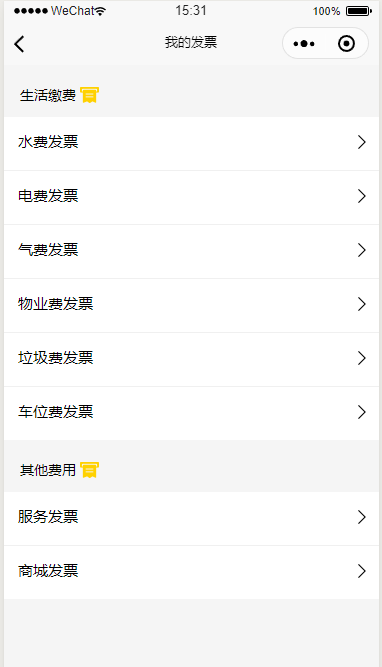 ●●●●● WeChat 15:31 100%
我的发票
生活缴费
水费发票
电费发票
气费发票
物业费发票
垃圾费发票
车位费发票
其他费用
服务发票
商城发票